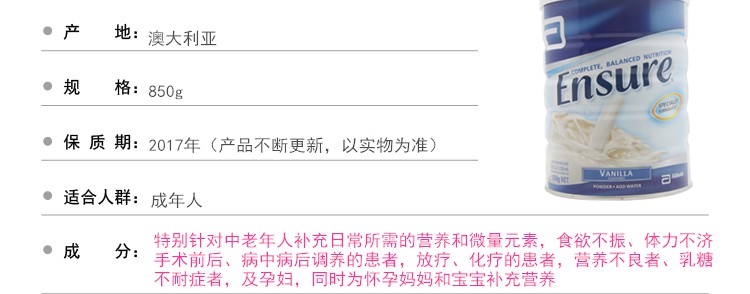 产 地：澳大利亚
规 格：850g
保 质 期：2017年（产品不断更新，以实物为准）
适合人群：成年人
成 分：特别针对中老年人补充日常所需的营养和微量元素，食欲不振、体力不济
手术前后、病中病后调养的患者，放疗、化疗的患者，营养不良者、乳糖
不耐症者，及孕妇，同时为怀孕妈妈和宝宝补充营养
COMPLETE, BALANCED NUTRITION
Ensure
VANILLA
POWDER • ADD WATER
Abbott